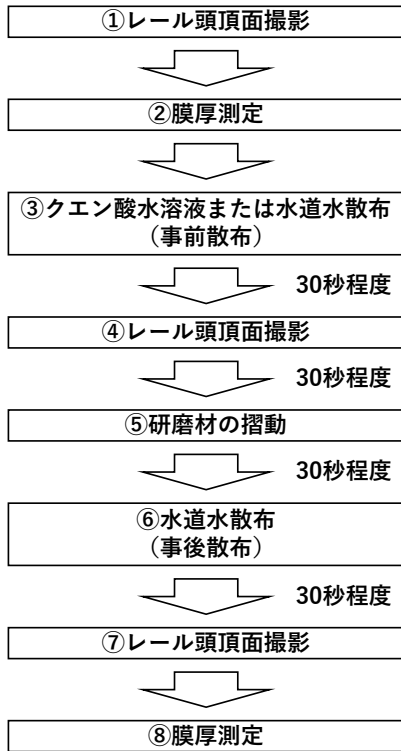 ①レール頭頂面撮影
②膜厚測定
③クエン酸水溶液または水道水散布
（事前散布）
30秒程度
④レール頭頂面撮影
30秒程度
⑤研磨材の摺動
30秒程度
⑥水道水散布
（事後散布）
30秒程度
⑦レール頭頂面撮影
⑧膜厚測定